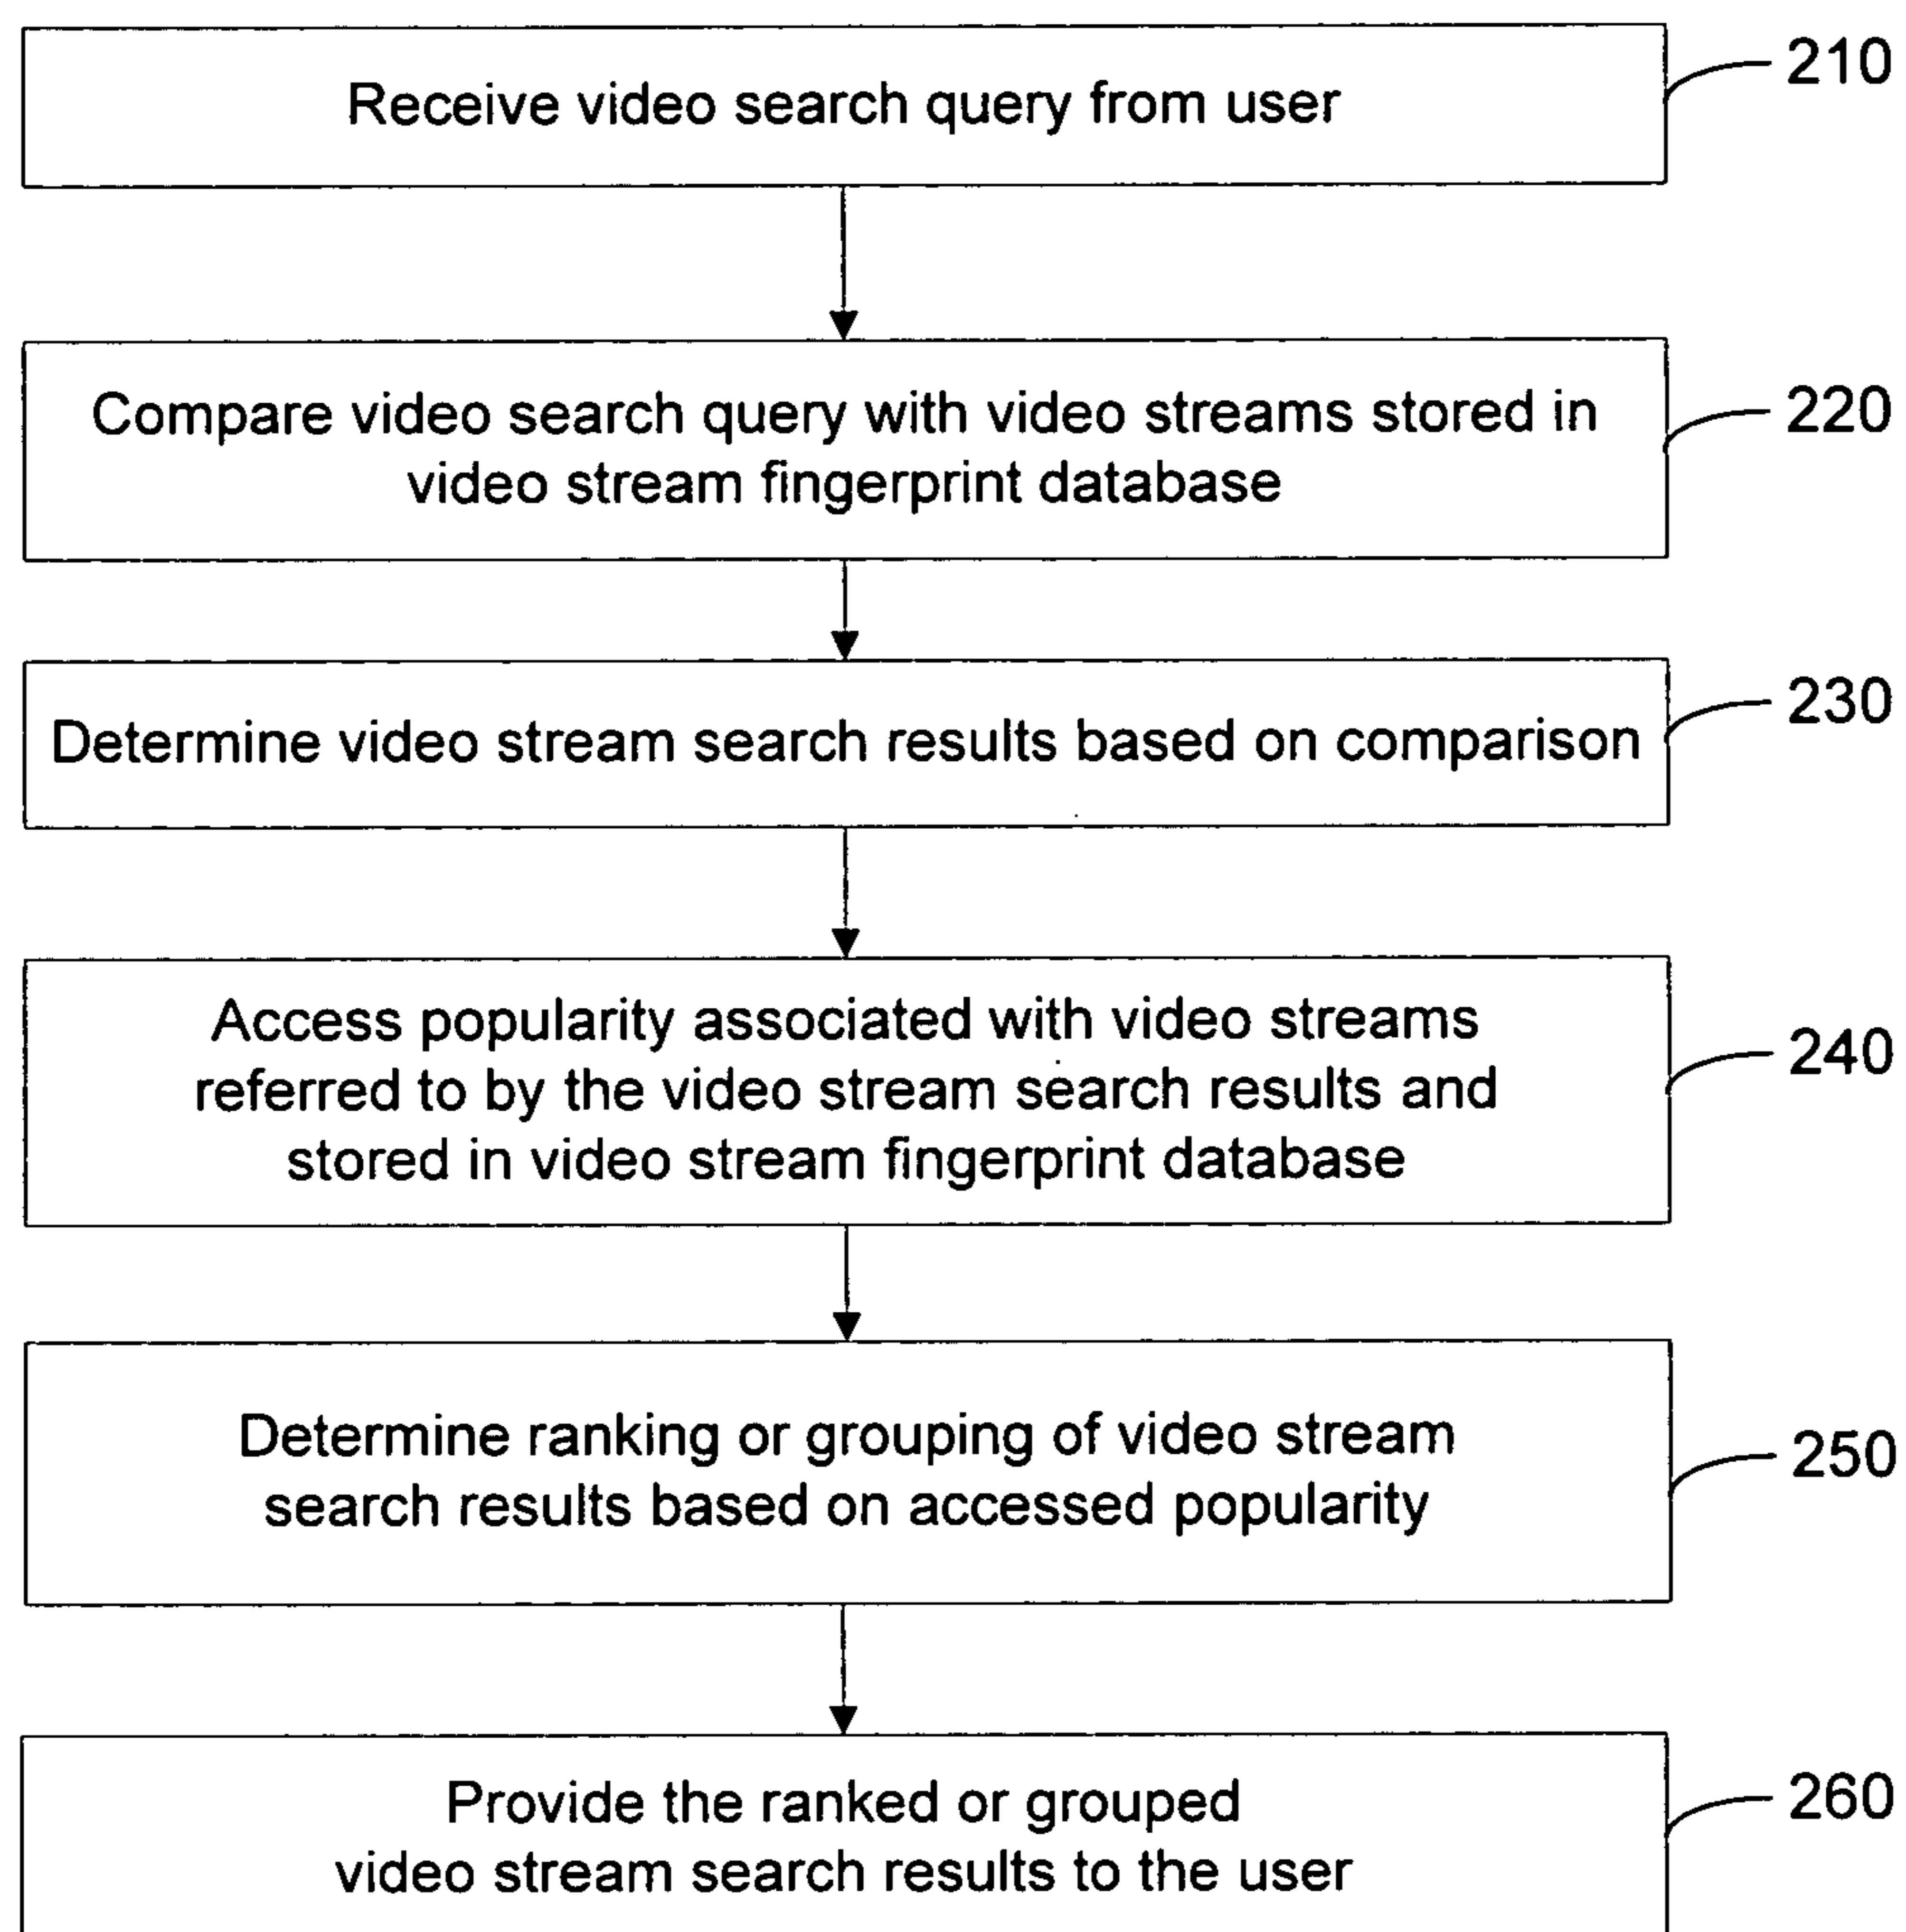 Receive video search query from user
210
Compare video search query with video streams stored in
video stream fingerprint database
220
Determine video stream search results based on comparison
230
Access popularity associated with video streams
referred to by the video stream search results and
stored in video stream fingerprint database
240
Determine ranking or grouping of video stream
search results based on accessed popularity
250
Provide the ranked or grouped
video stream search results to the user
260